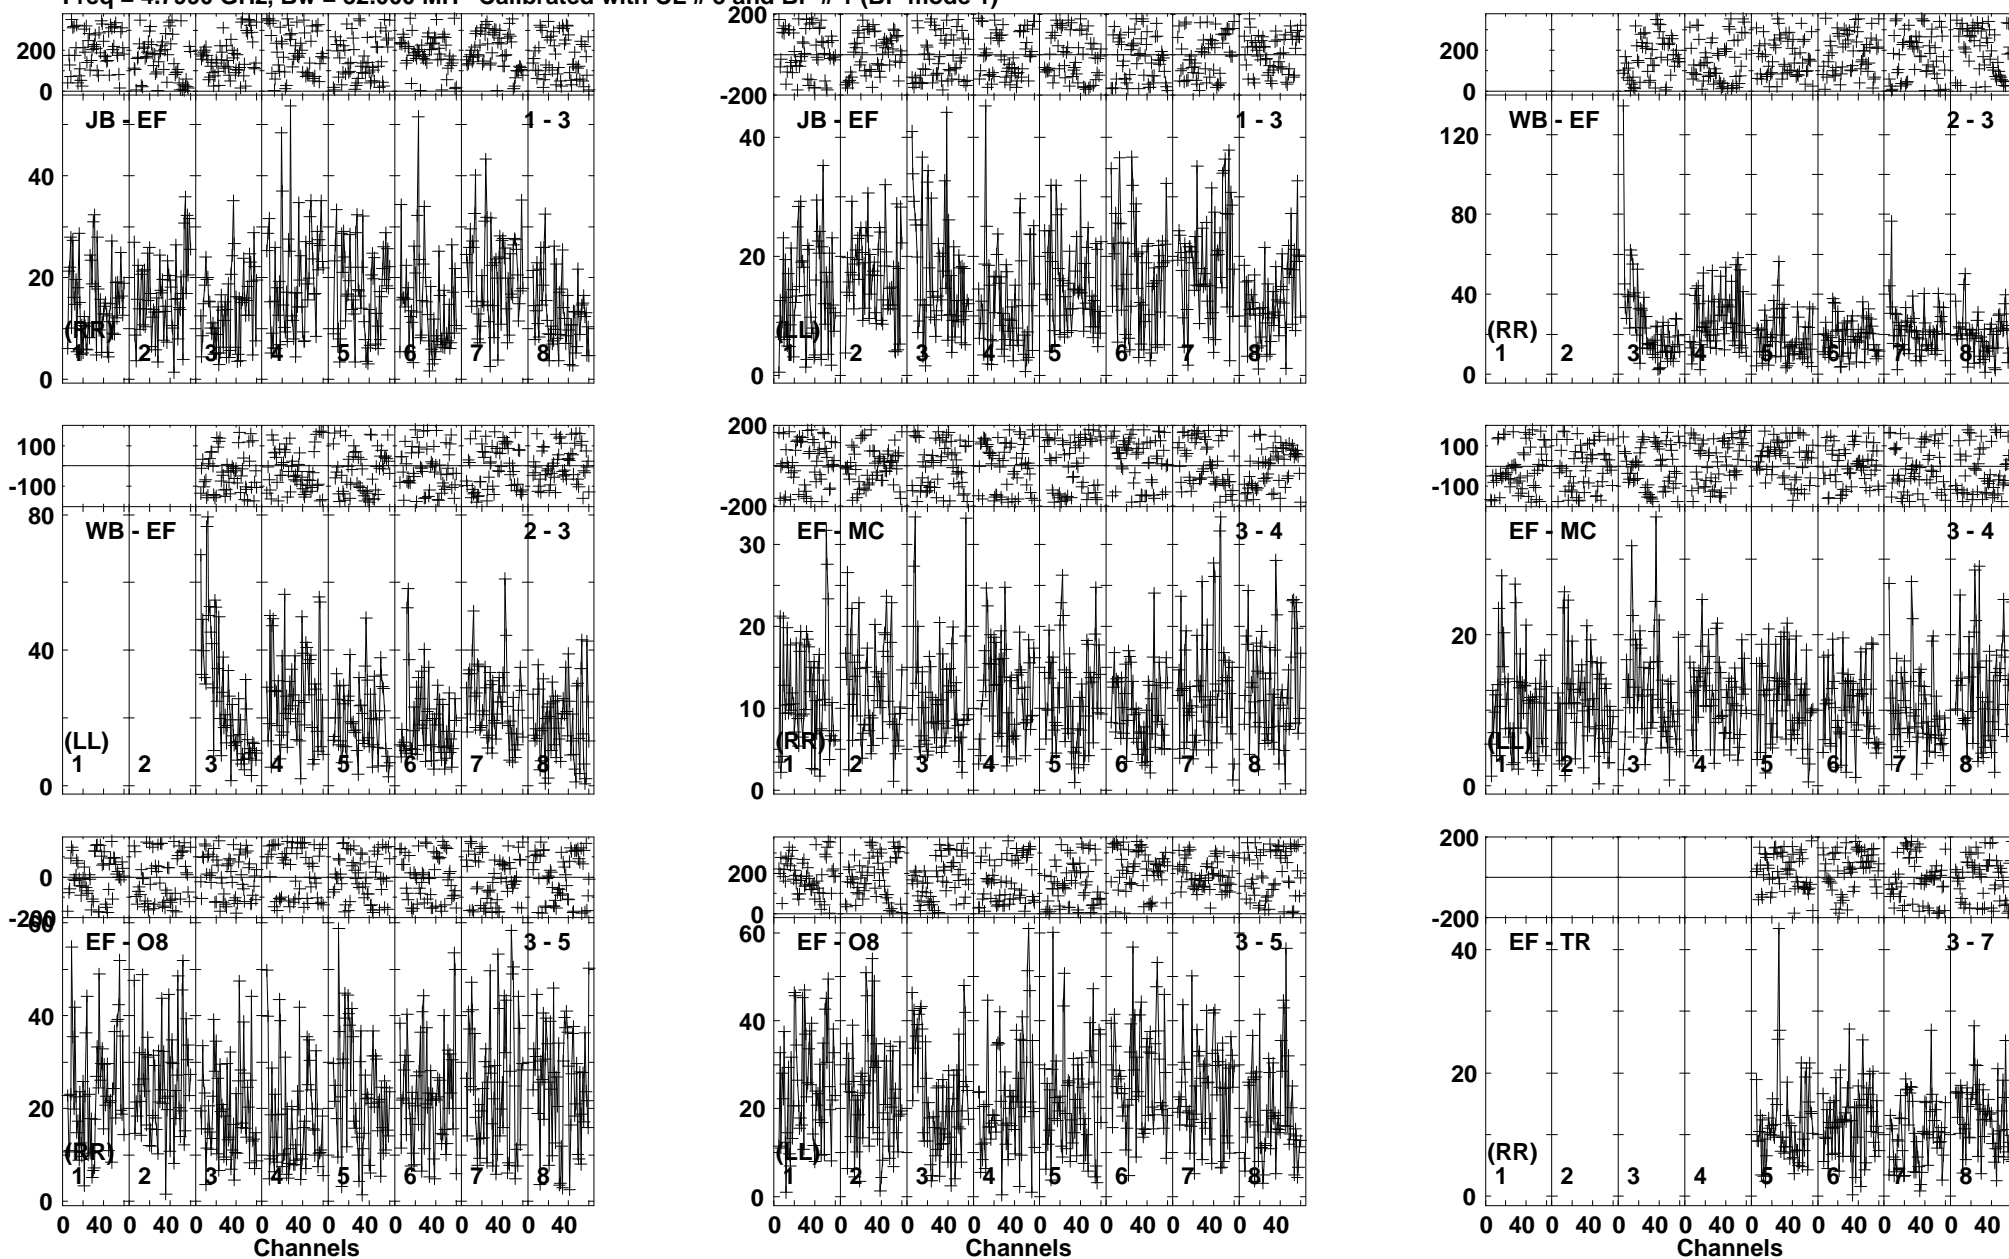 200 0 JB - EF 1 - 3 40 20 0 (RR) 1 2 3 4 5 6 7 8
200 -200 JB - EF 1 - 3 40 20 0 (LL) 1 2 3 4 5 6 7 8
200 0 WB - EF 2 - 3 120 80 40 0 (RR) 1 2 3 4 5 6 7 8
100 -100 WB - EF 2 - 3 80 40 0 (LL) 1 2 3 4 5 6 7 8
200 -200 EF - MC 3 - 4 30 20 10 0 (RR) 1 2 3 4 5 6 7 8
100 -100 EF - MC 3 - 4 20 0 (LL) 1 2 3 4 5 6 7 8
0 -200 EF - O8 3 - 5 60 40 20 0 (RR) 1 2 3 4 5 6 7 8
200 0 EF - O8 3 - 5 60 40 20 0 (LL) 1 2 3 4 5 6 7 8
200 -200 EF - TR 3 - 7 40 20 0 (RR) 1 2 3 4 5 6 7 8
0 40 0 40 0 40 0 40 0 40 0 40 0 40 0 40
0 40 0 40 0 40 0 40 0 40 0 40 0 40 0 40
0 40 0 40 0 40 0 40 0 40 0 40 0 40 0 40
Channels
Channels
Channels